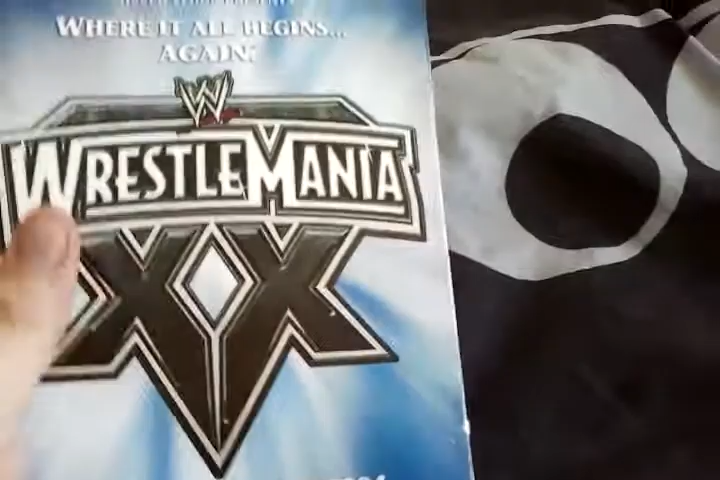 WHERE IT ALL BEGINS...
AGAIN.
W
WRESTLEMANIA
XX